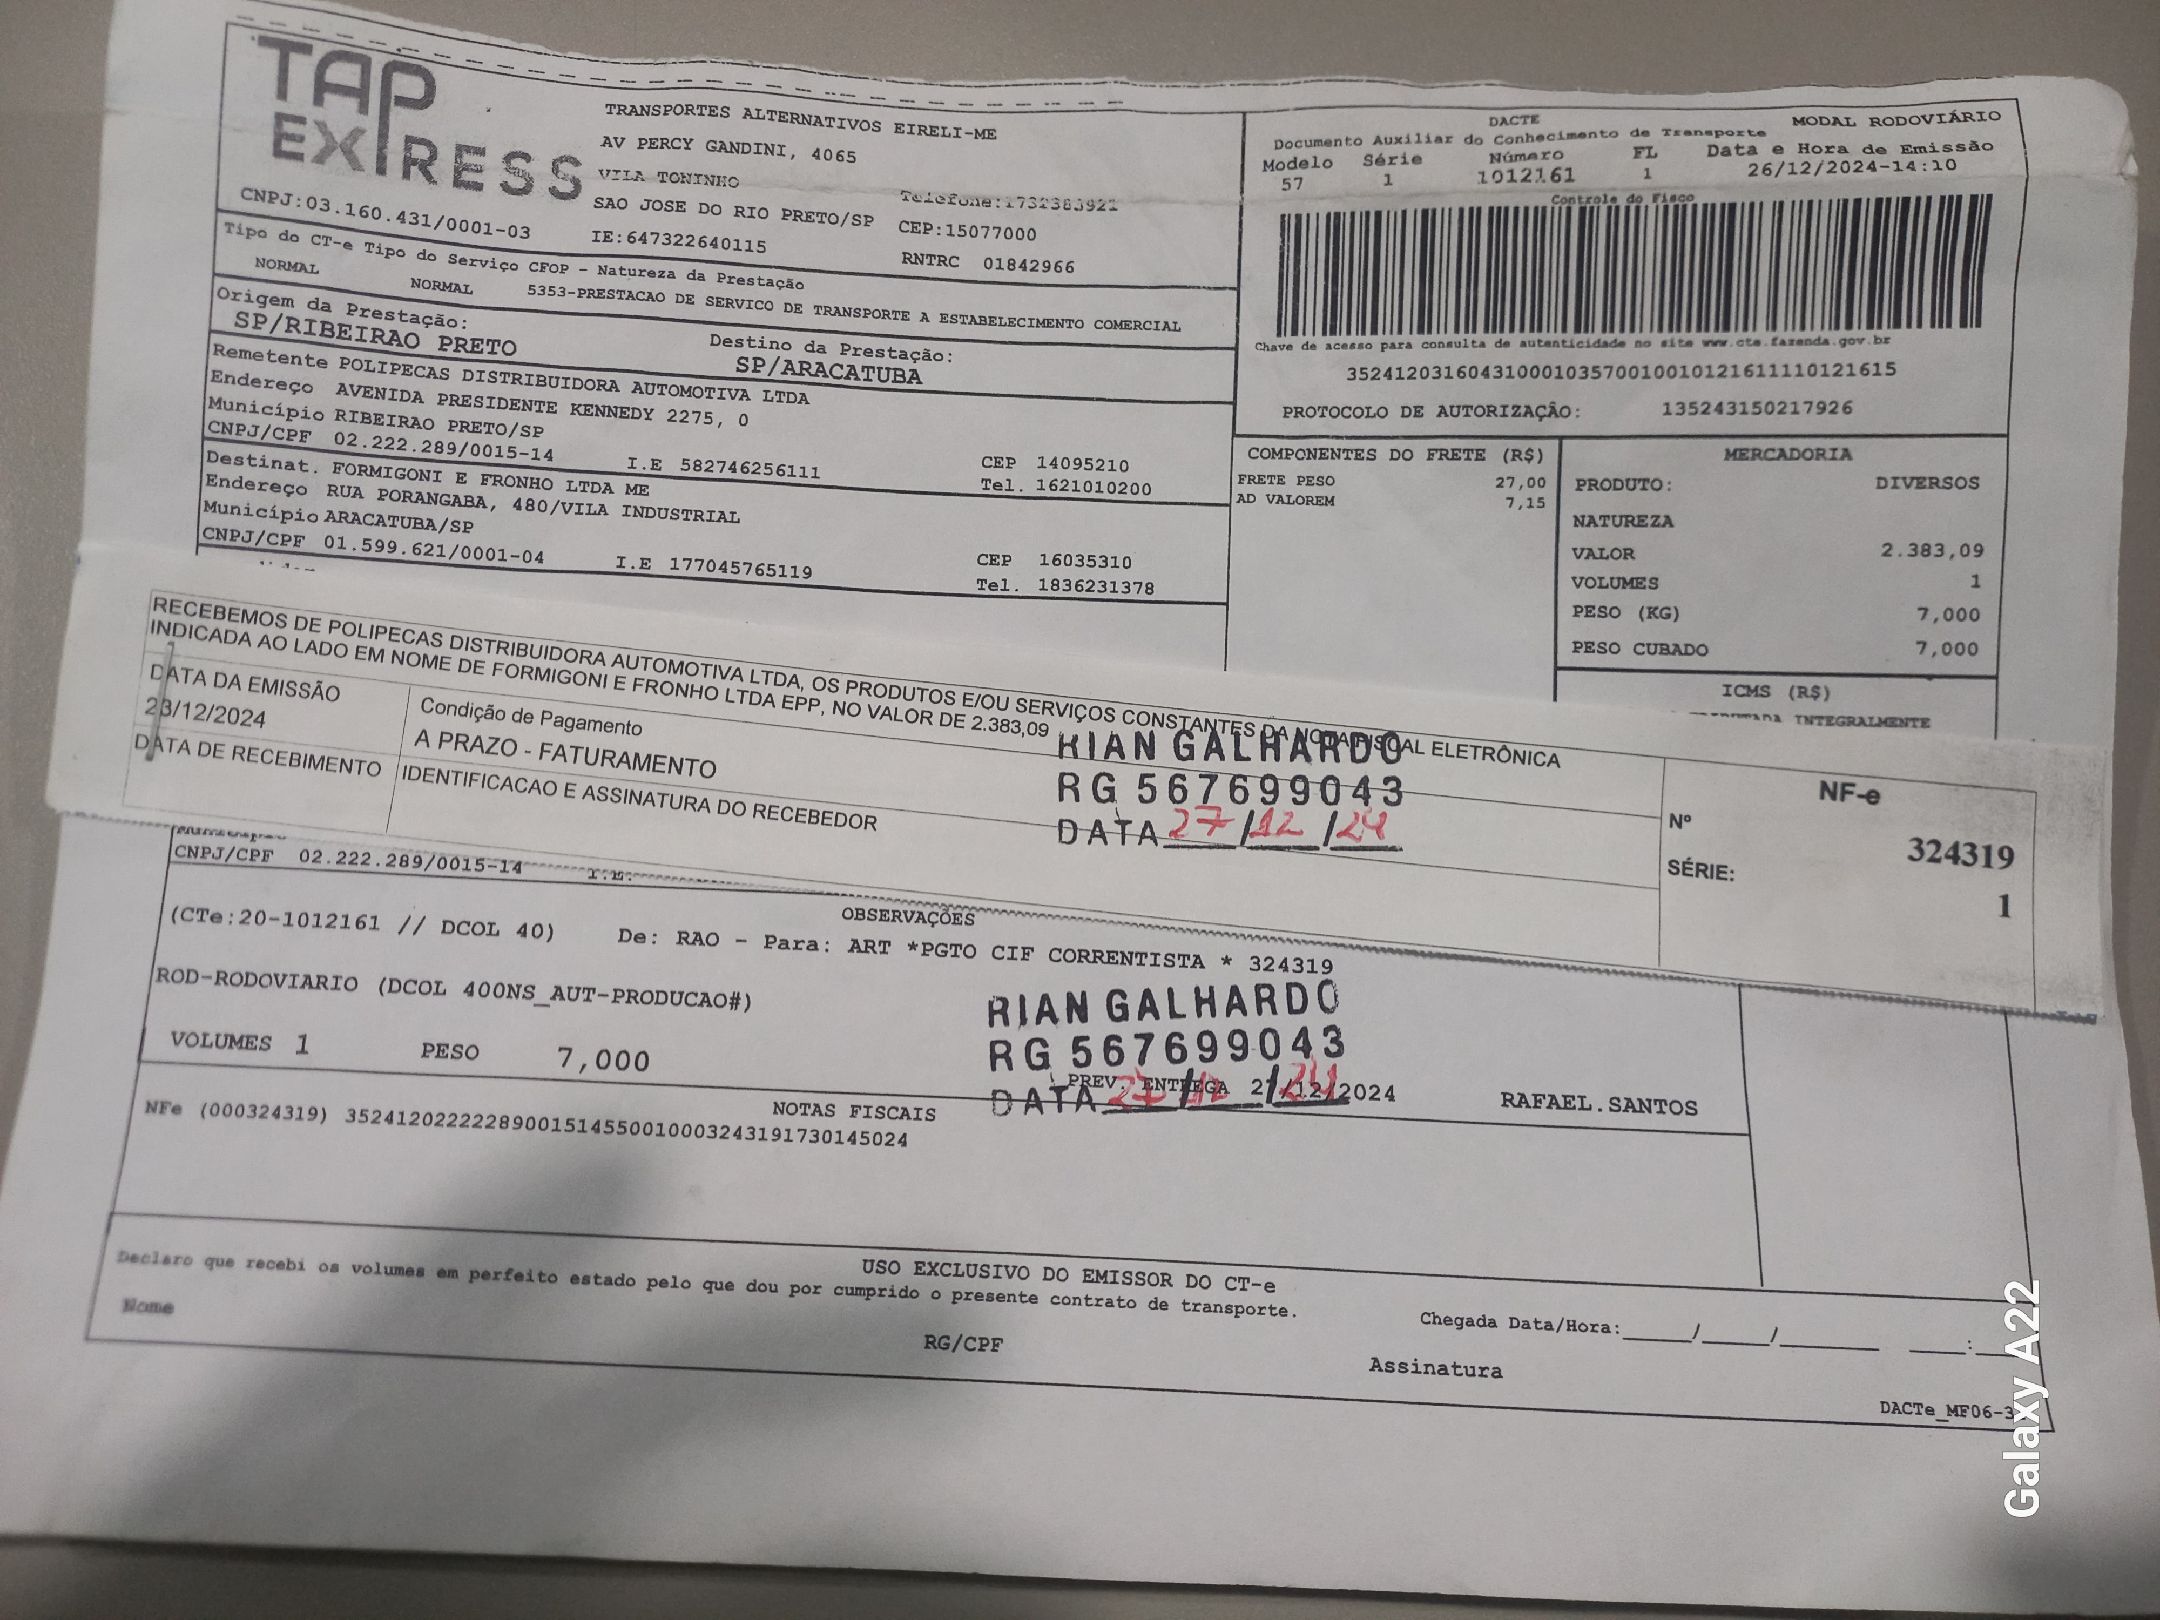 TAP
EXPRESS
TRANSPORTES ALTERNATIVOS EIRELI-ME
AV PERCY GANDINI, 4065
VILA TONINHO
SAO JOSE DO RIO PRETO/SP
Telefone:1732383921
CEP:15077000
CNPJ:03.160.431/0001-03
IE:647322640115
RNTRC 01842966
DACTE
MODAL RODOVIÁRIO
Documento Auxiliar do Conhecimento de Transporte
Modelo Série Número FL Data e Hora de Emissão
57 1 1012161 1 26/12/2024-14:10
Controle do Fisco
Chave de acesso para consulta de autenticidade no site www.cte.fazenda.gov.br
PROTOCOLO DE AUTORIZAÇÃO: 135243150217926
Tipo do CT-e Tipo do Serviço CFOP - Natureza da Prestação
NORMAL NORMAL 5353-PRESTACAO DE SERVICO DE TRANSPORTE A ESTABELECIMENTO COMERCIAL
Origem da Prestação:
SP/RIBEIRAO PRETO
Destino da Prestação:
SP/ARACATUBA
Remetente POLIPECAS DISTRIBUIDORA AUTOMOTIVA LTDA
Endereço AVENIDA PRESIDENTE KENNEDY 2275, 0
Município RIBEIRAO PRETO/SP
CEP 14095210
CNPJ/CPF 02.222.289/0015-14 I.E 582746256111 Tel. 1621010200
Destinat. FORMIGONI E FRONHO LTDA ME
Endereço RUA PORANGABA, 480/VILA INDUSTRIAL
Município ARACATUBA/SP
CEP 16035310
CNPJ/CPF 01.599.621/0001-04 I.E 177045765119 Tel. 1836231378
COMPONENTES DO FRETE (R$)
FRETE PESO 27,00
AD VALOREM 7,15
MERCADORIA
PRODUTO: DIVERSOS
NATUREZA
VALOR 2.383,09
VOLUMES 1
PESO (KG) 7,000
PESO CUBADO 7,000
ICMS (R$)
INTEGRALMENTE
RECEBEMOS DE POLIPECAS DISTRIBUIDORA AUTOMOTIVA LTDA, OS PRODUTOS E/OU SERVIÇOS CONSTANTES DA NOTA FISCAL ELETRÔNICA
INDICADA AO LADO EM NOME DE FORMIGONI E FRONHO LTDA EPP, NO VALOR DE 2.383,09
DATA DA EMISSÃO
23/12/2024
Condição de Pagamento
A PRAZO - FATURAMENTO
DATA DE RECEBIMENTO
IDENTIFICACAO E ASSINATURA DO RECEBEDOR
RIAN GALHARDO
RG 567699043
DATA 27/12/24
NF-e
Nº 324319
SÉRIE: 1
CNPJ/CPF 02.222.289/0015-14 I.E.
OBSERVAÇÕES
(CTe:20-1012161 // DCOL 40) De: RAO - Para: ART *PGTO CIF CORRENTISTA * 324319
ROD-RODOVIARIO (DCOL 400NS_AUT-PRODUCAO#)
RIAN GALHARDO
RG 567699043
DATA 27/12/24
VOLUMES 1 PESO 7,000
PREV. ENTREGA 27/12/2024
RAFAEL.SANTOS
NOTAS FISCAIS
NFe (000324319) 35241202222289001514550010003243191730145024
USO EXCLUSIVO DO EMISSOR DO CT-e
Declaro que recebi os volumes em perfeito estado pelo que dou por cumprido o presente contrato de transporte.
Nome
RG/CPF
Chegada Data/Hora:_____/_____/_______ ____:___
Assinatura
DACTe_MF06-3
Galaxy A22